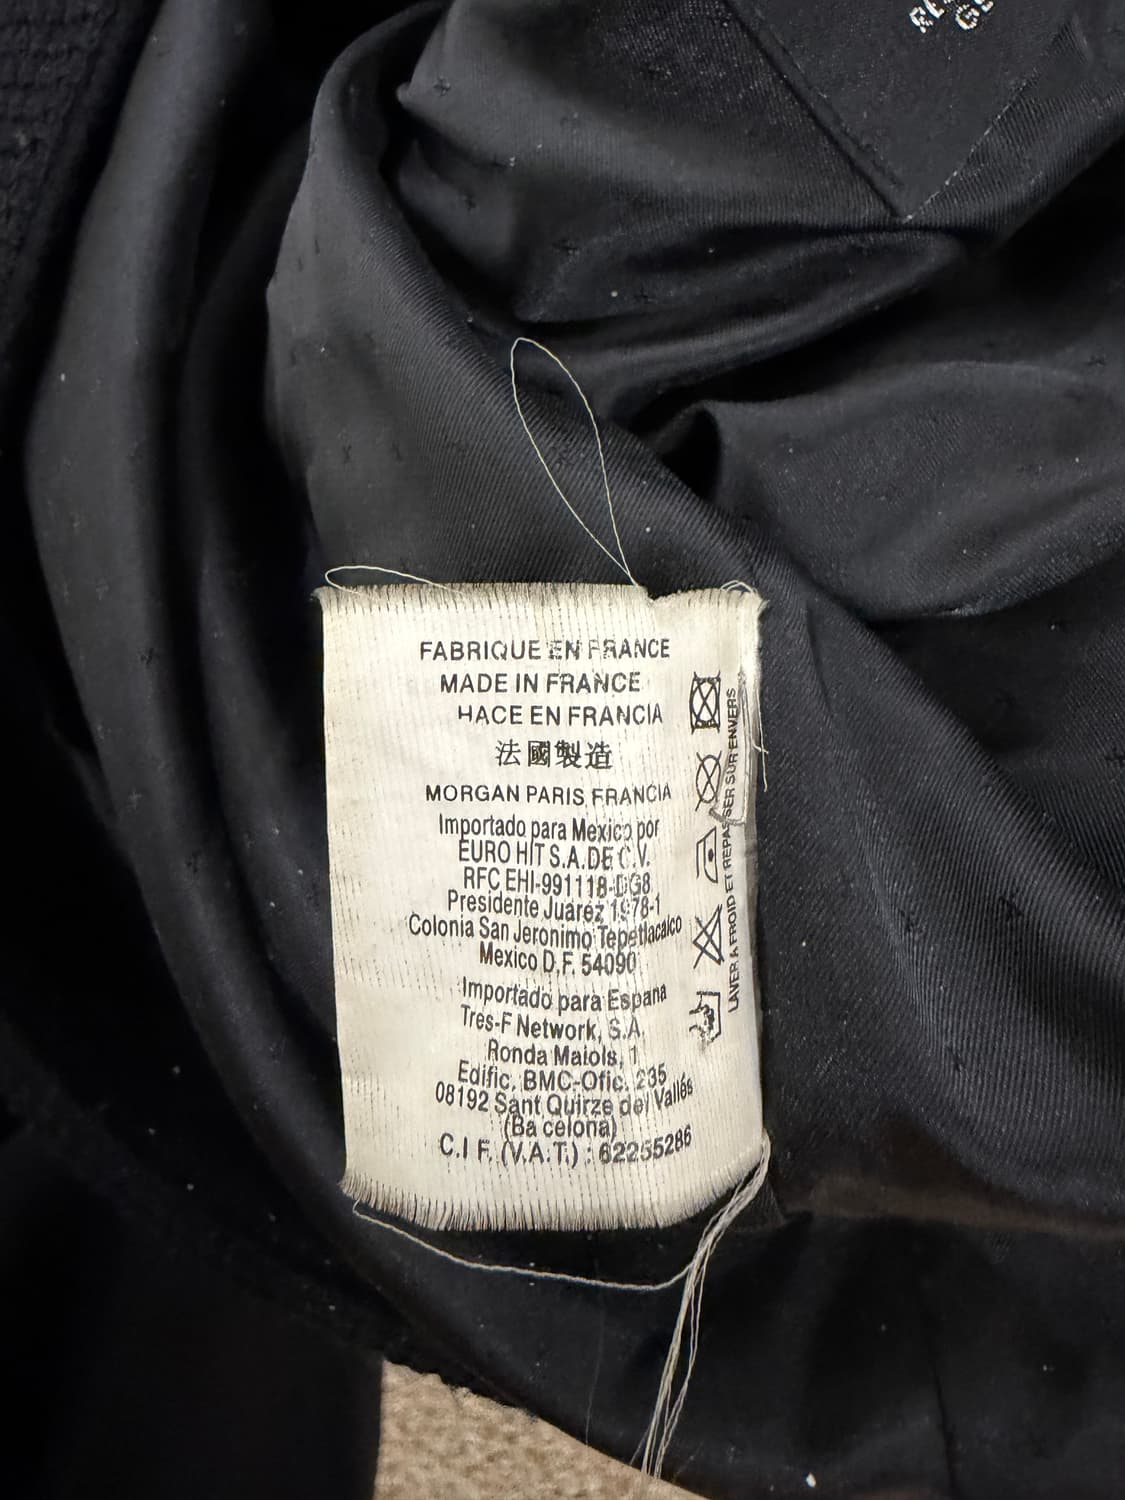 FABRIQUE EN FRANCE
MADE IN FRANCE
HACE EN FRANCIA
法國製造
MORGAN PARIS, FRANCIA
Importado para Mexico por
EURO HIT S.A.DE C.V.
RFC EHI-991118-DG8
Presidente Juarez 1978-1
Colonia San Jeronimo Tepetlacalco
Mexico D.F. 54090
Importado para Espana
Tres-F Network, S.A.
Ronda Maiols, 1
Edific. BMC-Ofic. 235
08192 Sant Quirze del Vallés
(Ba celona)
C.I F. (V.A.T.) : 62255286
LAVER A FROID ET REPASSER SUR ENVERS